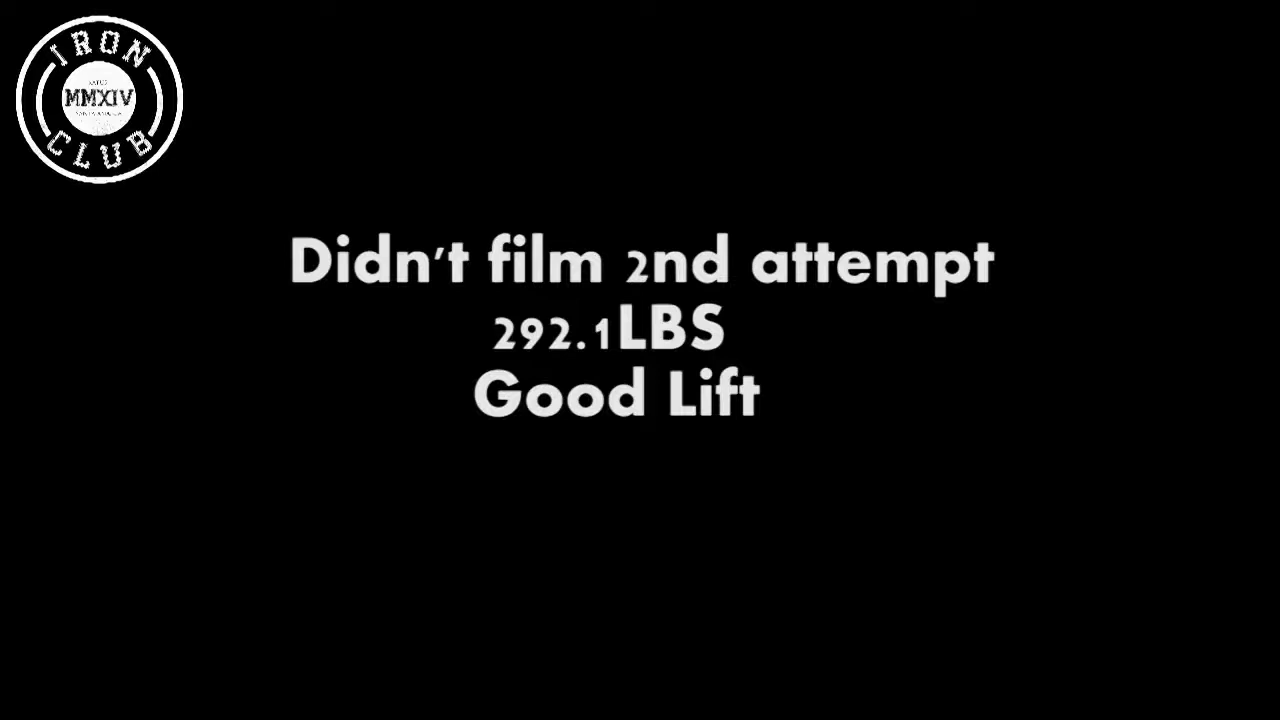 IRON
MMXIV
CLUB
Didn't film 2nd attempt
292.1LBS
Good Lift